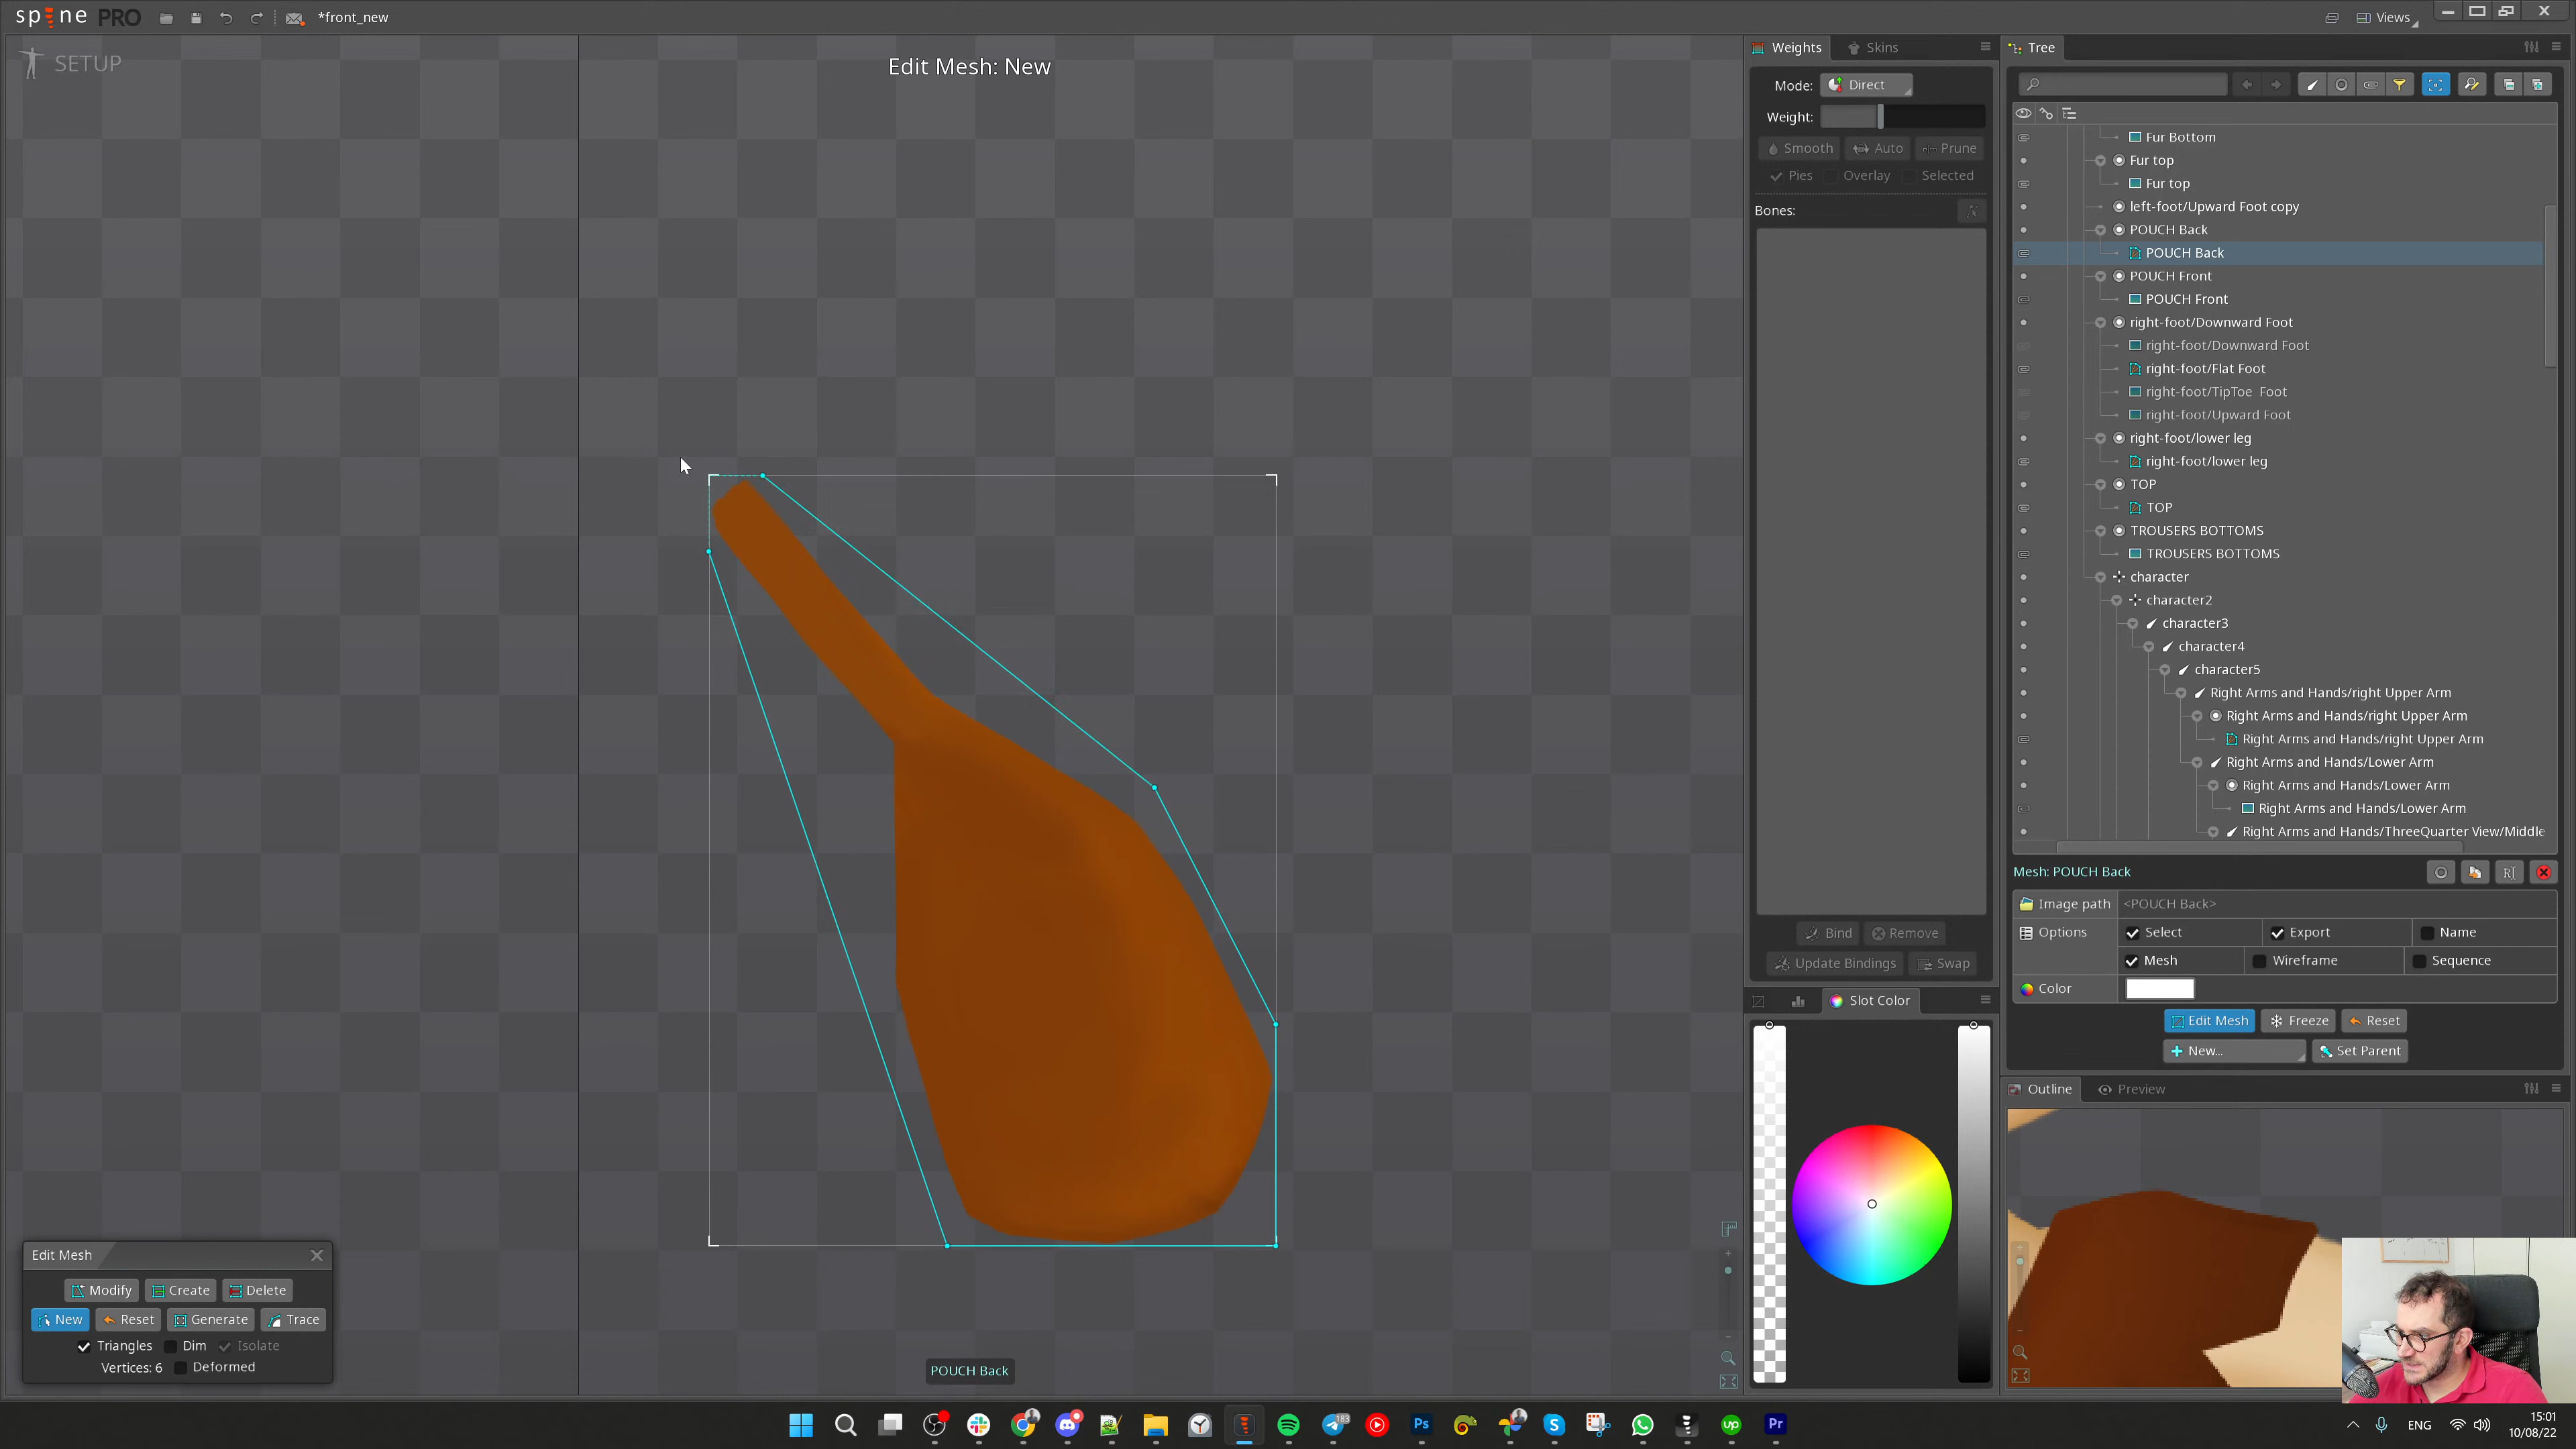 spine PRO
*front_new
Views
SETUP
Edit Mesh: New
Weights
Skins
Mode:
Direct
Weight:
Smooth
Auto
Prune
Pies
Overlay
Selected
Bones:
Bind
Remove
Update Bindings
Swap
Slot Color
Tree
Fur Bottom
Fur top
Fur top
left-foot/Upward Foot copy
POUCH Back
POUCH Back
POUCH Front
POUCH Front
right-foot/Downward Foot
right-foot/Downward Foot
right-foot/Flat Foot
right-foot/TipToe Foot
right-foot/Upward Foot
right-foot/lower leg
right-foot/lower leg
TOP
TOP
TROUSERS BOTTOMS
TROUSERS BOTTOMS
character
character2
character3
character4
character5
Right Arms and Hands/right Upper Arm
Right Arms and Hands/right Upper Arm
Right Arms and Hands/right Upper Arm
Right Arms and Hands/Lower Arm
Right Arms and Hands/Lower Arm
Right Arms and Hands/Lower Arm
Right Arms and Hands/ThreeQuarter View/Middle
Mesh: POUCH Back
Image path
<POUCH Back>
Options
Select
Export
Name
Mesh
Wireframe
Sequence
Color
Edit Mesh
Freeze
Reset
New...
Set Parent
Outline
Preview
Edit Mesh
Modify
Create
Delete
New
Reset
Generate
Trace
Triangles
Dim
Isolate
Vertices: 6
Deformed
POUCH Back
183
Ps
up
Pr
ENG
15:01
10/08/22